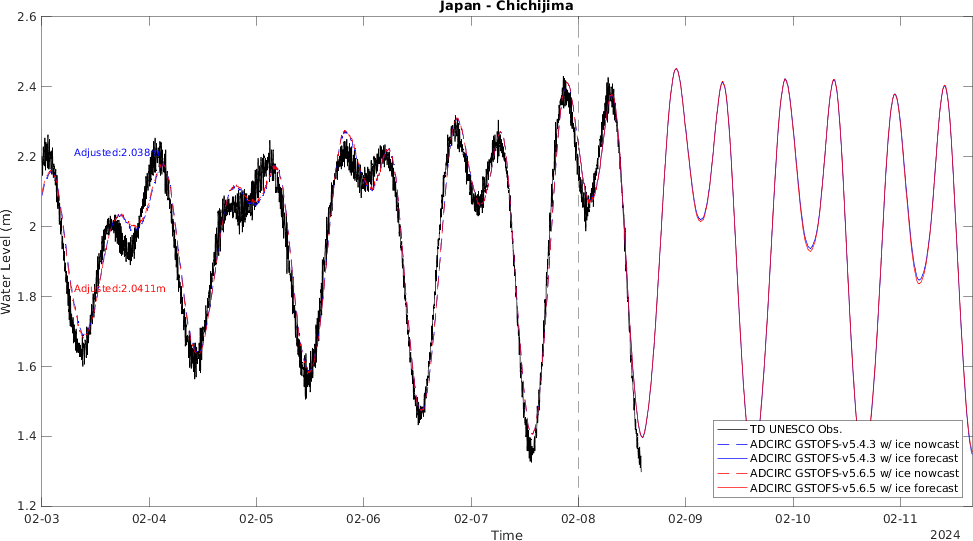 Japan - Chichijima
2.6
2.4
2.2
2
1.8
1.6
1.4
1.2
Water Level (m)
Adjusted:2.038
Adjusted:2.0411m
TD UNESCO Obs.
ADCIRC GSTOFS-v5.4.3 w/ ice nowcast
ADCIRC GSTOFS-v5.4.3 w/ ice forecast
ADCIRC GSTOFS-v5.6.5 w/ ice nowcast
ADCIRC GSTOFS-v5.6.5 w/ ice forecast
02-03 02-04 02-05 02-06 02-07 02-08 02-09 02-10 02-11
Time
2024